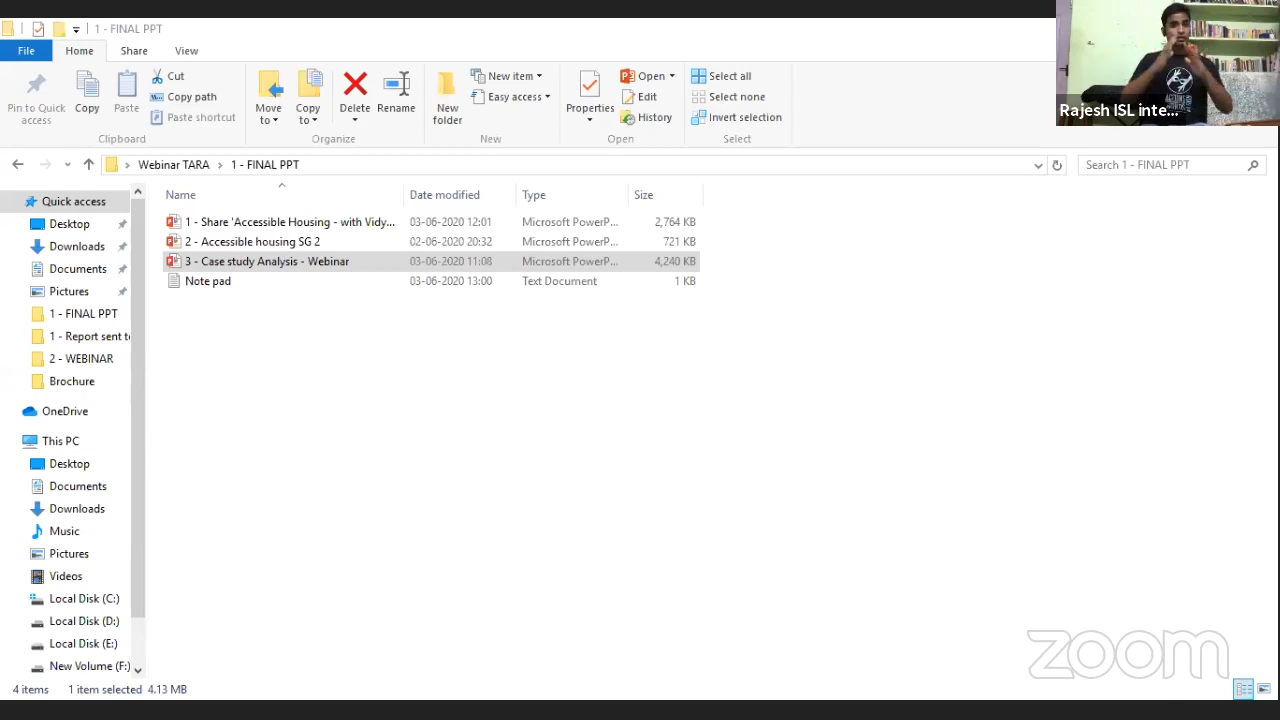 1 - FINAL PPT
File Home Share View
Pin to Quick access
Copy
Paste
Cut
Copy path
Paste shortcut
Clipboard
Move to
Copy to
Delete
Rename
Organize
New folder
New item
Easy access
New
Properties
Open
Edit
History
Open
Select all
Select none
Invert selection
Select
Rajesh ISL inte...
Webinar TARA 1 - FINAL PPT
Search 1 - FINAL PPT
Name Date modified Type Size
1 - Share 'Accessible Housing - with Vidy... 03-06-2020 12:01 Microsoft PowerP... 2,764 KB
2 - Accessible housing SG 2 02-06-2020 20:32 Microsoft PowerP... 721 KB
3 - Case study Analysis - Webinar 03-06-2020 11:08 Microsoft PowerP... 4,240 KB
Note pad 03-06-2020 13:00 Text Document 1 KB
Quick access
Desktop
Downloads
Documents
Pictures
1 - FINAL PPT
1 - Report sent to
2 - WEBINAR
Brochure
OneDrive
This PC
Desktop
Documents
Downloads
Music
Pictures
Videos
Local Disk (C:)
Local Disk (D:)
Local Disk (E:)
New Volume (F:)
4 items 1 item selected 4.13 MB
zoom